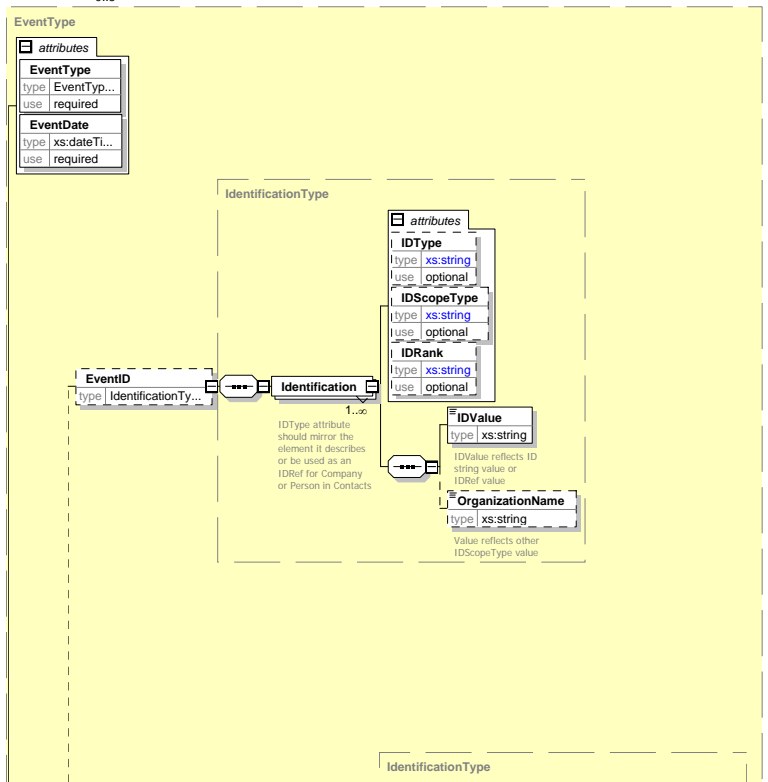 EventType
attributes
EventType
type EventTyp...
use required
EventDate
type xs:dateTi...
use required
IdentificationType
attributes
IDType
type xs:string
use optional
IDScopeType
type xs:string
use optional
IDRank
type xs:string
use optional
EventID
type IdentificationTy...
Identification
1..∞
IDType attribute
should mirror the
element it describes
or be used as an
IDRef for Company
or Person in Contacts
IDValue
type xs:string
IDValue reflects ID
string value or
IDRef value
OrganizationName
type xs:string
Value reflects other
IDScopeType value
IdentificationType